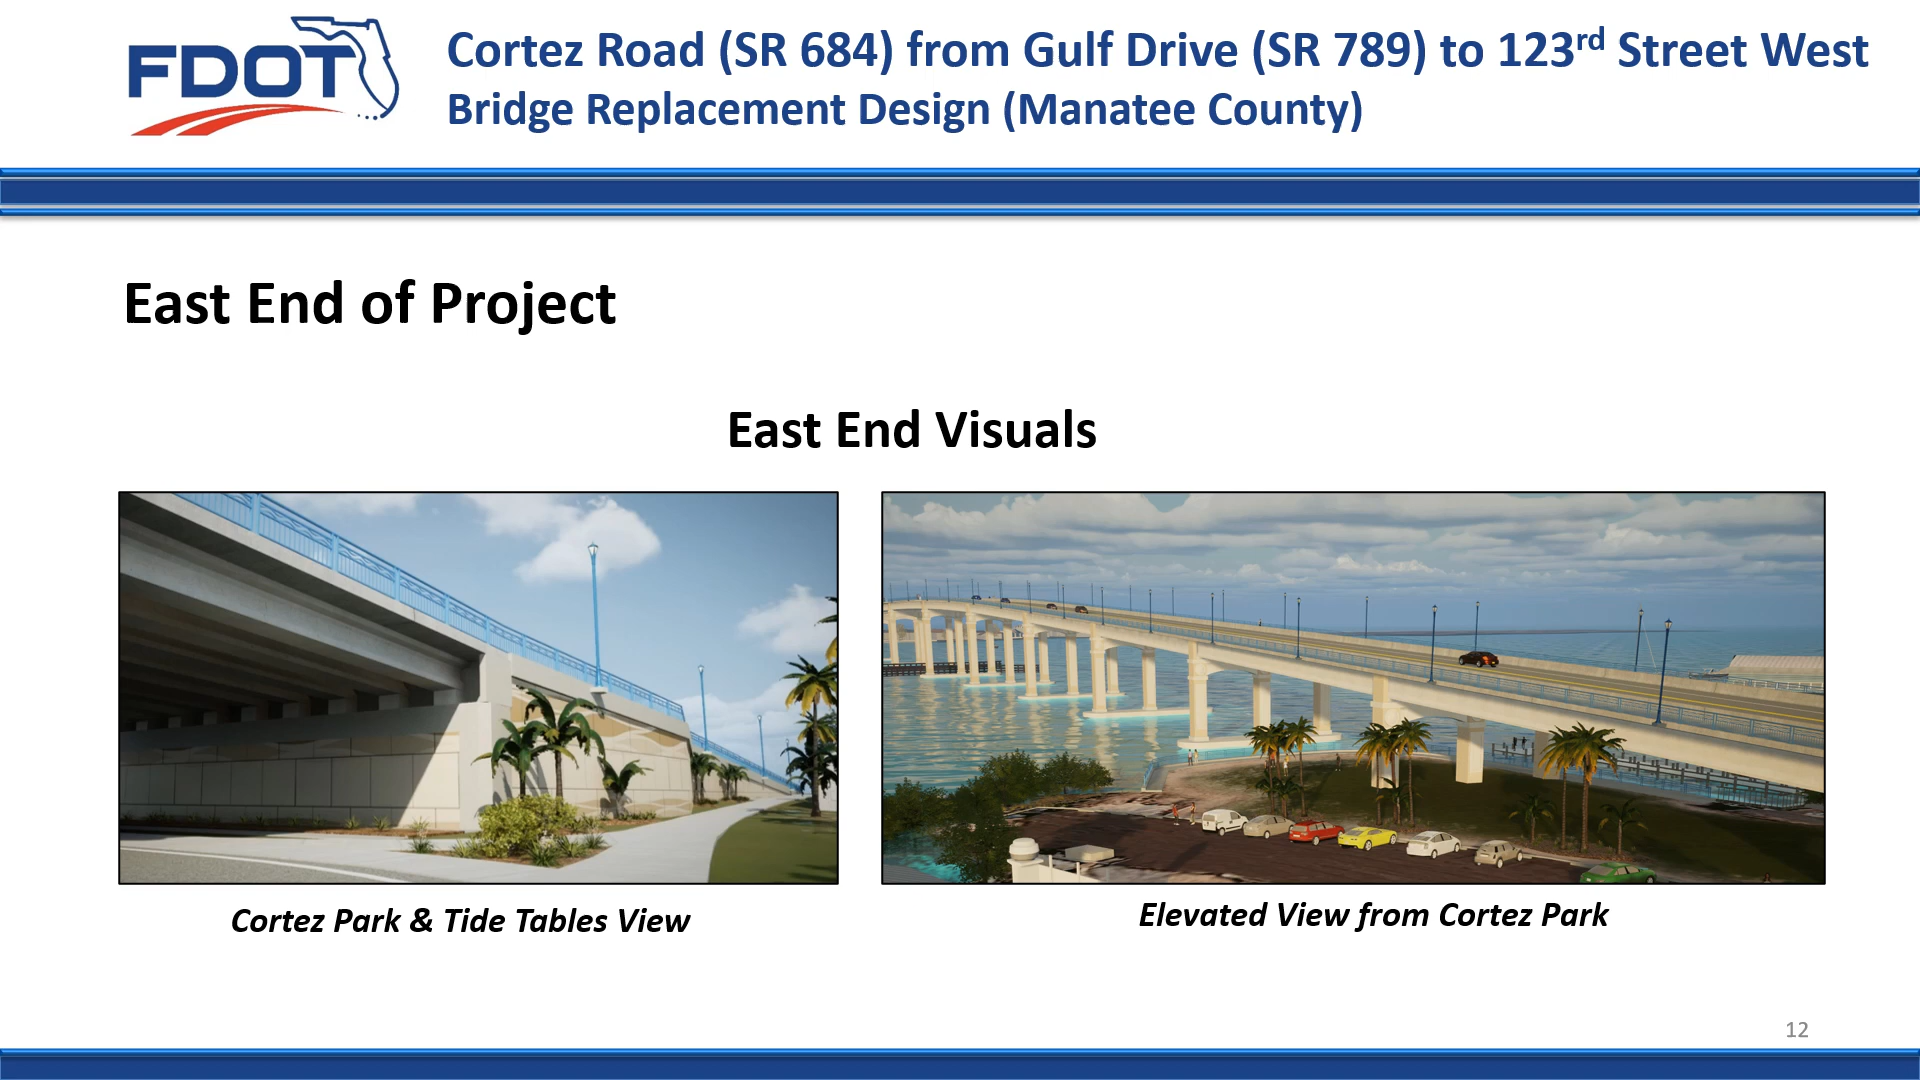 FDOT
Cortez Road (SR 684) from Gulf Drive (SR 789) to 123rd Street West
Bridge Replacement Design (Manatee County)
East End of Project
East End Visuals
Cortez Park & Tide Tables View
Elevated View from Cortez Park
12